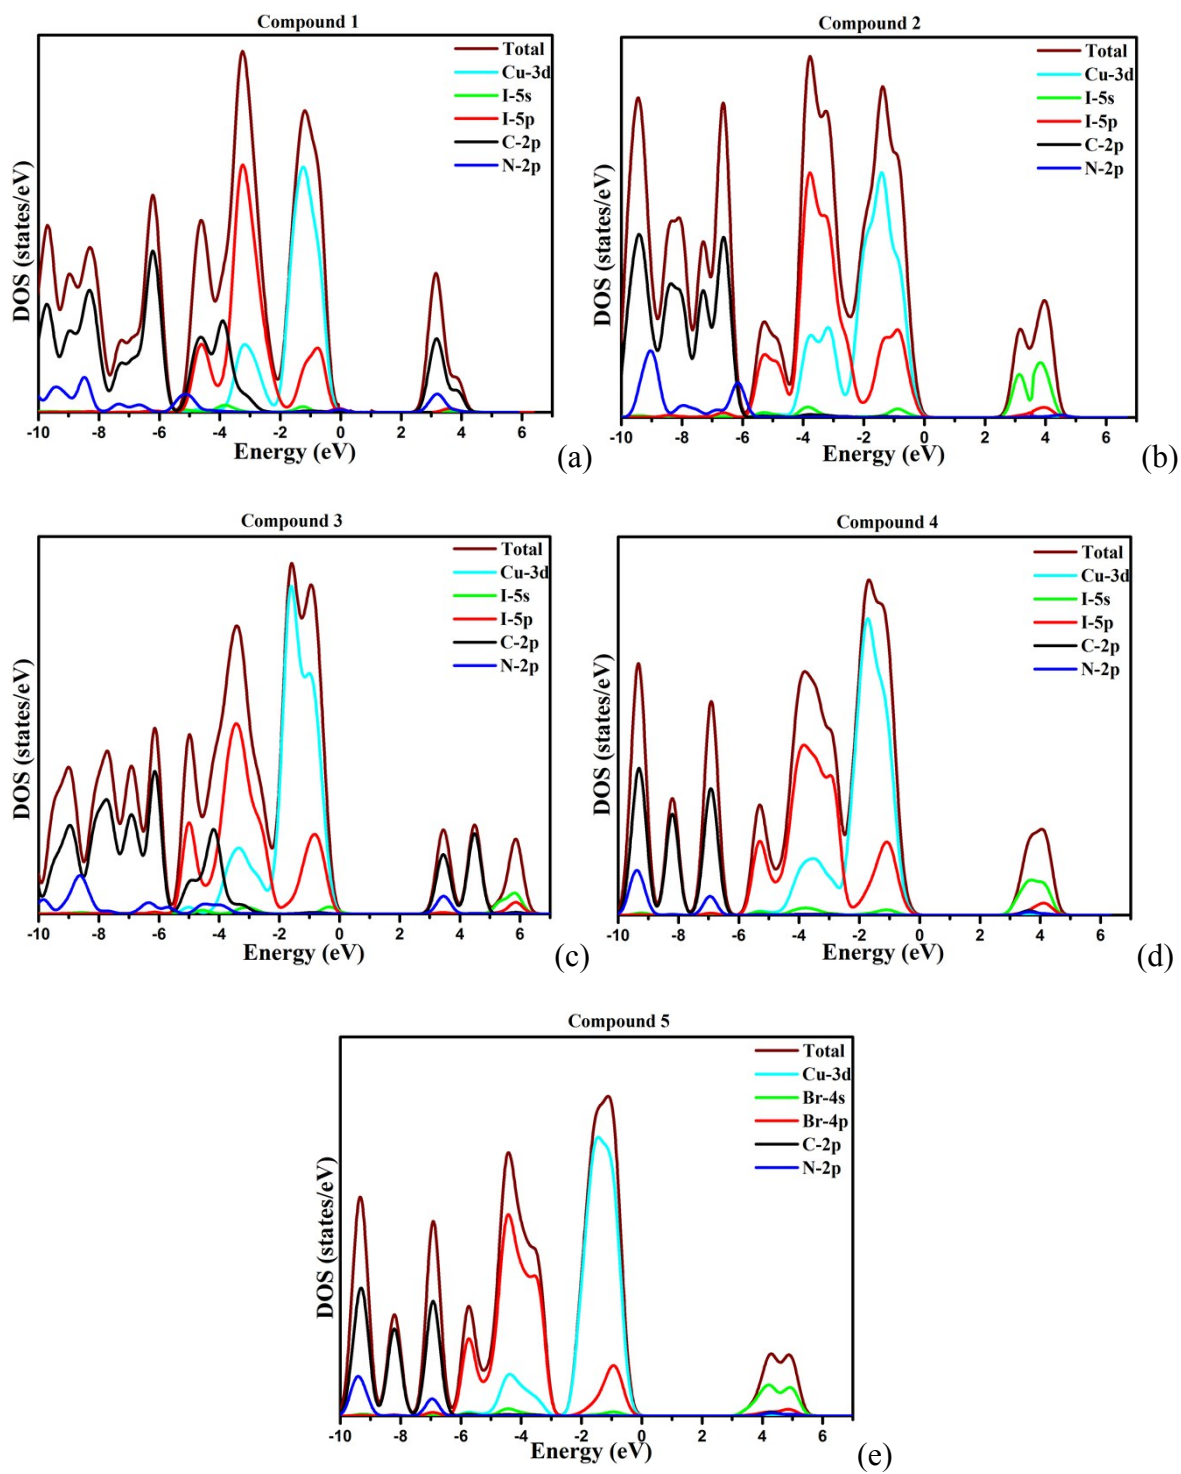 Compound 1
DOS (states/eV)
Total
Cu-3d
I-5s
I-5p
C-2p
N-2p
-10 -8 -6 -4 -2 0 2 4 6
Energy (eV)
(a)
Compound 2
DOS (states/eV)
Total
Cu-3d
I-5s
I-5p
C-2p
N-2p
-10 -8 -6 -4 -2 0 2 4 6
Energy (eV)
(b)
Compound 3
DOS (states/eV)
Total
Cu-3d
I-5s
I-5p
C-2p
N-2p
-10 -8 -6 -4 -2 0 2 4 6
Energy (eV)
(c)
Compound 4
DOS (states/eV)
Total
Cu-3d
I-5s
I-5p
C-2p
N-2p
-10 -8 -6 -4 -2 0 2 4 6
Energy (eV)
(d)
Compound 5
DOS (states/eV)
Total
Cu-3d
Br-4s
Br-4p
C-2p
N-2p
-10 -8 -6 -4 -2 0 2 4 6
Energy (eV)
(e)